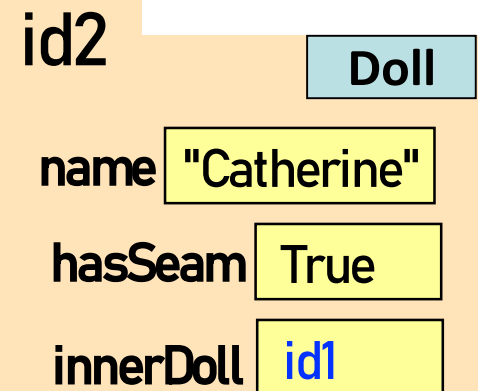 id2
Doll
name "Catherine"
hasSeam True
innerDoll id1